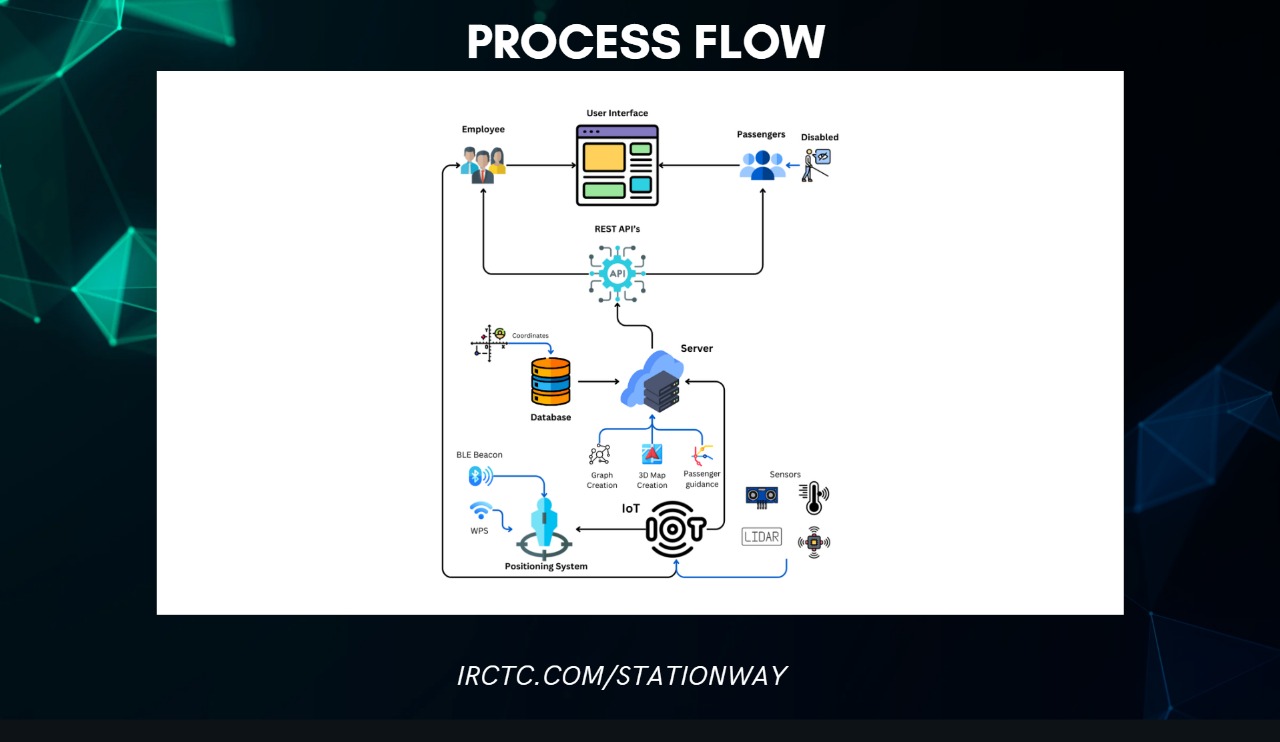 PROCESS FLOW
User Interface
Employee
Passengers
Disabled
REST API's
API
Coordinates
Server
Database
BLE Beacon
Graph
Creation
3D Map
Creation
Passenger
guidance
Sensors
IoT
IOT
WPS
LIDAR
Positioning System
IRCTC.COM/STATIONWAY